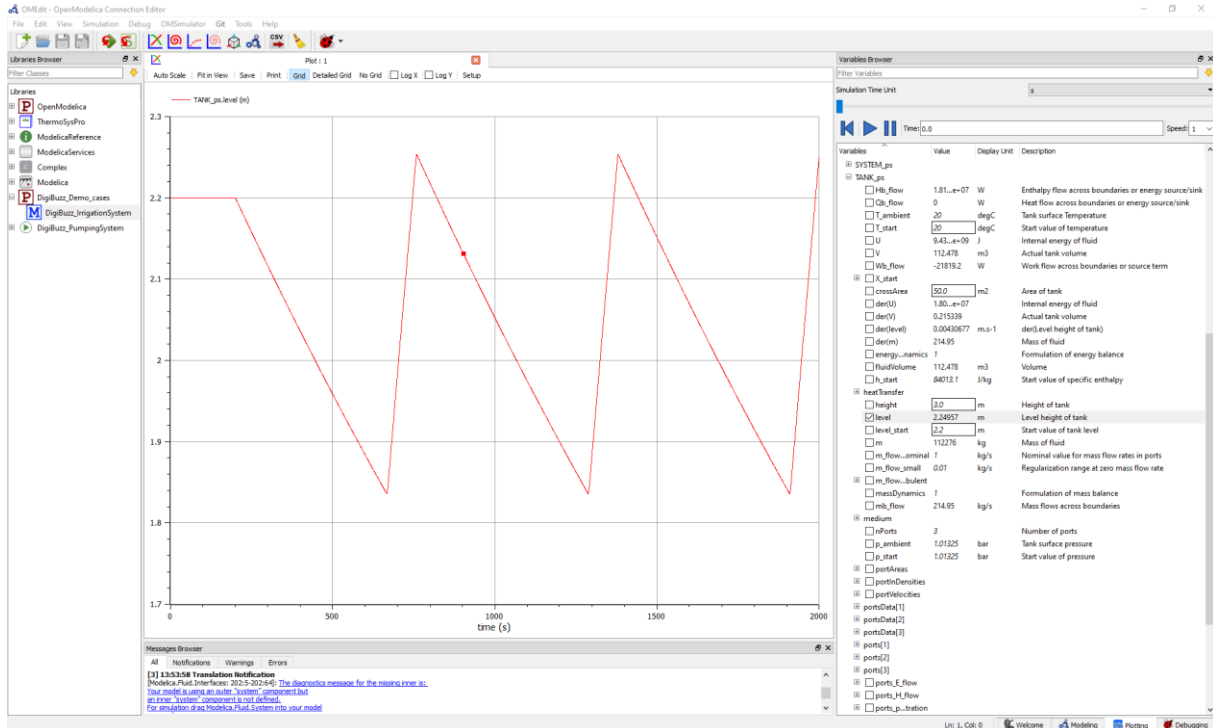 OMEdit - OpenModelica Connection Editor
File Edit View Simulation Debug OMSimulator Git Tools Help
CSV
Libraries Browser
Filter Classes
Libraries
P OpenModelica
ThermoSysPro
i ModelicaReference
ModelicaServices
Complex
Modelica
P DigiBuzz_Demo_cases
M DigiBuzz_IrrigationSystem
DigiBuzz_PumpingSystem
Plot : 1
Auto Scale Fit in View Save Print Grid Detailed Grid No Grid Log X Log Y Setup
TANK_ps.level (m)
2.3
2.2
2.1
2
1.9
1.8
1.7
0 500 1000 1500 2000
time (s)
Messages Browser
All Notifications Warnings Errors
[3] 13:53:58 Translation Notification
[Modelica.Fluid.Interfaces: 202:5-202:64]: The diagnostics message for the missing inner is:
Your model is using an outer "system" component but
an inner "system" component is not defined.
For simulation drag Modelica.Fluid.System into your model
Variables Browser
Filter Variables
Simulation Time Unit s
Time: 0.0 Speed: 1
Variables Value Display Unit Description
SYSTEM_ps
TANK_ps
Hb_flow 1.81...e+07 W Enthalpy flow across boundaries or energy source/sink
Qb_flow 0 W Heat flow across boundaries or energy source/sink
T_ambient 20 degC Tank surface Temperature
T_start 20 degC Start value of temperature
U 9.43...e+09 J Internal energy of fluid
V 112.478 m3 Actual tank volume
Wb_flow -21819.2 W Work flow across boundaries or source term
X_start
crossArea 50.0 m2 Area of tank
der(U) 1.80...e+07 Internal energy of fluid
der(V) 0.215339 Actual tank volume
der(level) 0.00430677 m.s-1 der(Level height of tank)
der(m) 214.95 Mass of fluid
energy...namics 1 Formulation of energy balance
fluidVolume 112.478 m3 Volume
h_start 84013.1 J/kg Start value of specific enthalpy
heatTransfer
height 3.0 m Height of tank
level 2.24957 m Level height of tank
level_start 2.2 m Start value of tank level
m 112276 kg Mass of fluid
m_flow...ominal 1 kg/s Nominal value for mass flow rates in ports
m_flow_small 0.01 kg/s Regularization range at zero mass flow rate
m_flow...bulent
massDynamics 1 Formulation of mass balance
mb_flow 214.95 kg/s Mass flows across boundaries
medium
nPorts 3 Number of ports
p_ambient 1.01325 bar Tank surface pressure
p_start 1.01325 bar Start value of pressure
portAreas
portInDensities
portVelocities
portsData[1]
portsData[2]
portsData[3]
ports[1]
ports[2]
ports[3]
ports_E_flow
ports_H_flow
ports_p...tration
Ln: 1, Col: 0 Welcome Modeling Plotting Debugging